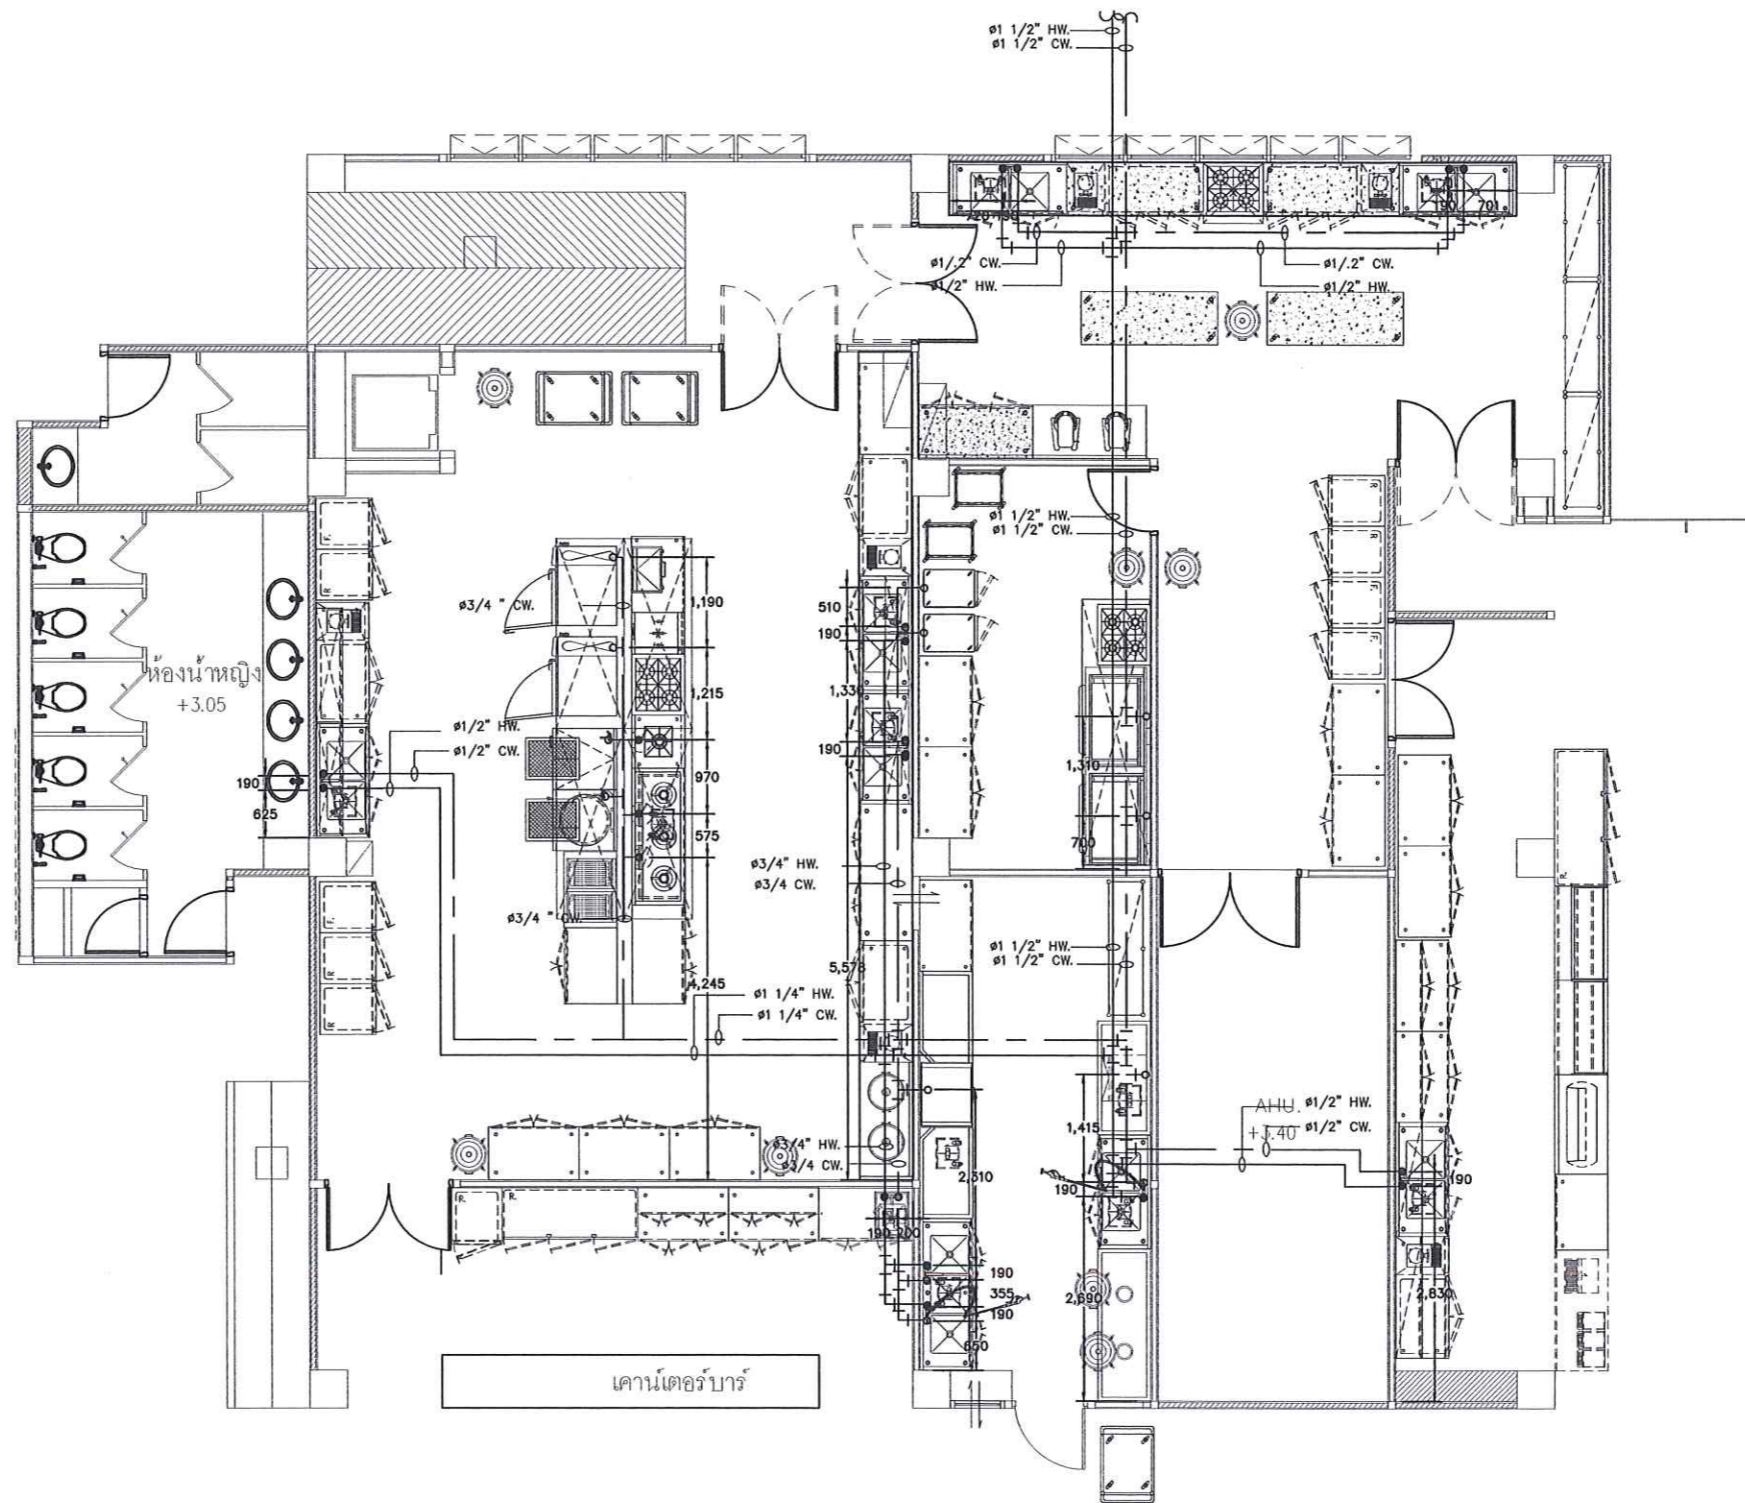 ø1 1/2" HW.
ø1 1/2" CW.
190
701
ø1/.2" CW.
ø1/2" HW.
ø1/.2" CW.
ø1/2" HW.
R
R
F.
F.
F.
R
ø1 1/2" HW.
ø1 1/2" CW.
ø3/4 " CW.
1,190
510
190
ห้องน้ำหญิง
+3.05
1,215
1,330
190
ø1/2" HW.
ø1/2" CW.
190
625
970
575
1,310
700
ø3/4" HW.
ø3/4 CW.
ø3/4 " CW.
F.
R
R
R.
ø1 1/2" HW.
ø1 1/2" CW.
5,578
4,245
ø1 1/4" HW.
ø1 1/4" CW.
AHU.
+3.40
ø1/2" HW.
ø1/2" CW.
1,415
ø3/4" HW.
ø3/4 CW.
2,310
190
190
R.
R.
190 200
190
355
190
650
2,690
2,830
เคาน์เตอร์บาร์